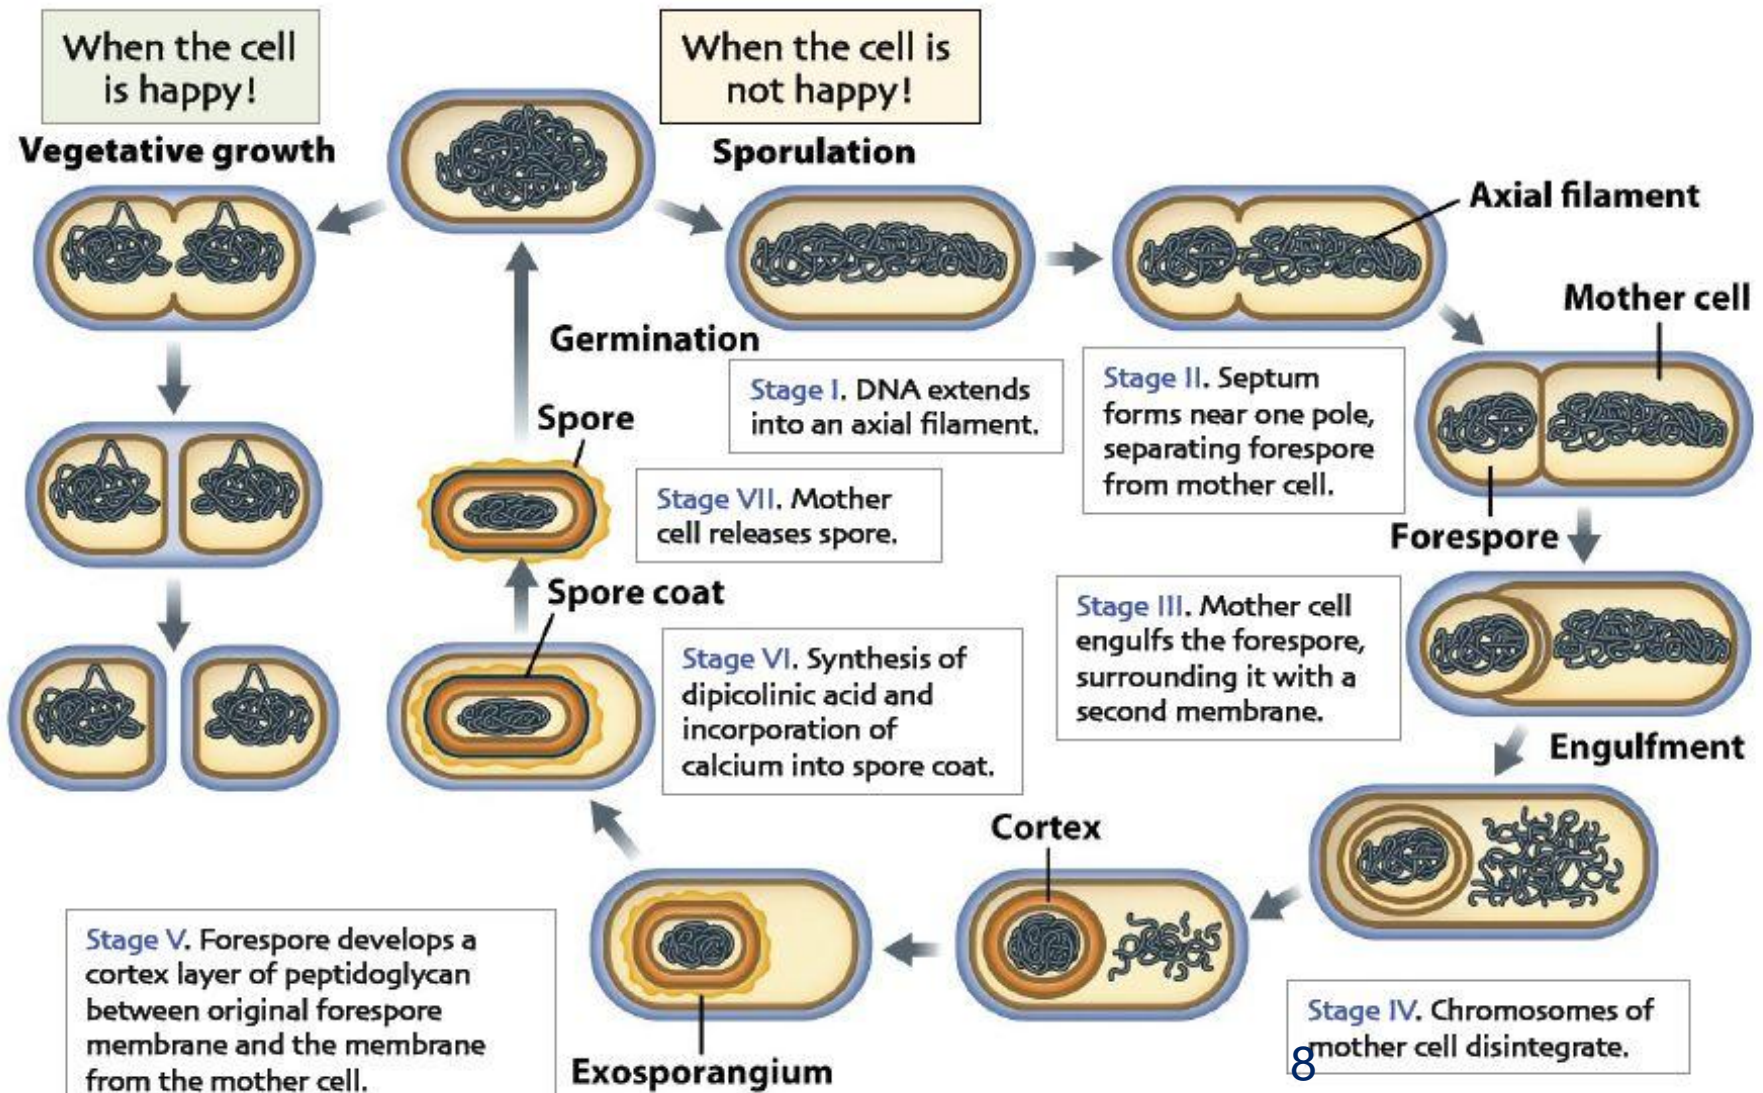 When the cell
is happy!
When the cell is
not happy!
Vegetative growth
Sporulation
Axial filament
Mother cell
Germination
Stage I. DNA extends
into an axial filament.
Stage II. Septum
forms near one pole,
separating forespore
from mother cell.
Spore
Stage VII. Mother
cell releases spore.
Forespore
Spore coat
Stage III. Mother cell
engulfs the forespore,
surrounding it with a
second membrane.
Stage VI. Synthesis of
dipicolinic acid and
incorporation of
calcium into spore coat.
Engulfment
Cortex
Stage V. Forespore develops a
cortex layer of peptidoglycan
between original forespore
membrane and the membrane
from the mother cell.
Exosporangium
Stage IV. Chromosomes of
mother cell disintegrate.
8